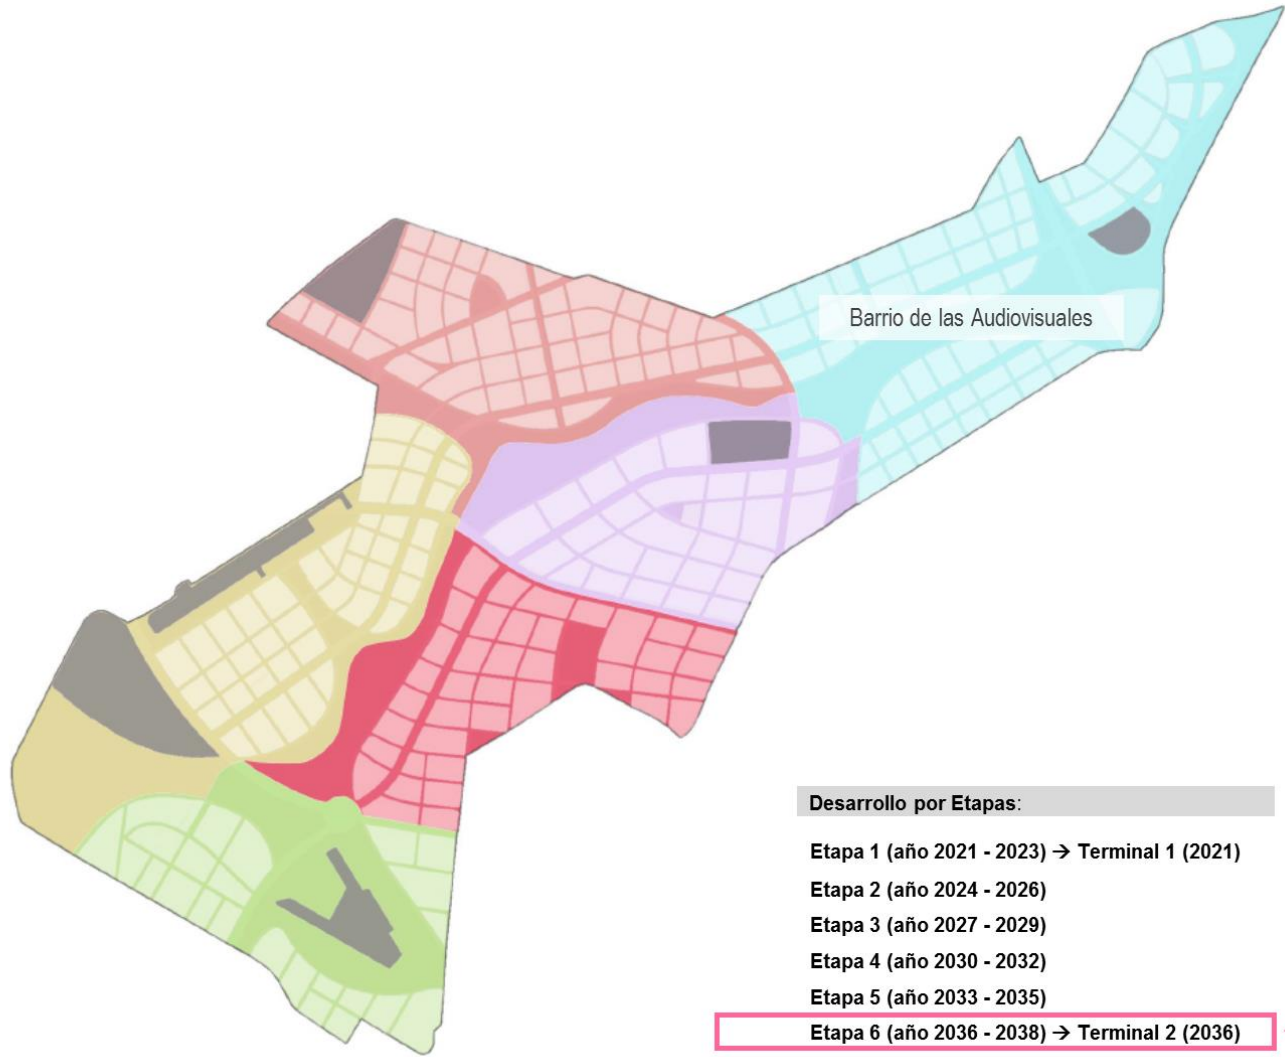 Barrio de las Audiovisuales
Desarrollo por Etapas:
Etapa 1 (año 2021 - 2023) → Terminal 1 (2021)
Etapa 2 (año 2024 - 2026)
Etapa 3 (año 2027 - 2029)
Etapa 4 (año 2030 - 2032)
Etapa 5 (año 2033 - 2035)
Etapa 6 (año 2036 - 2038) → Terminal 2 (2036)